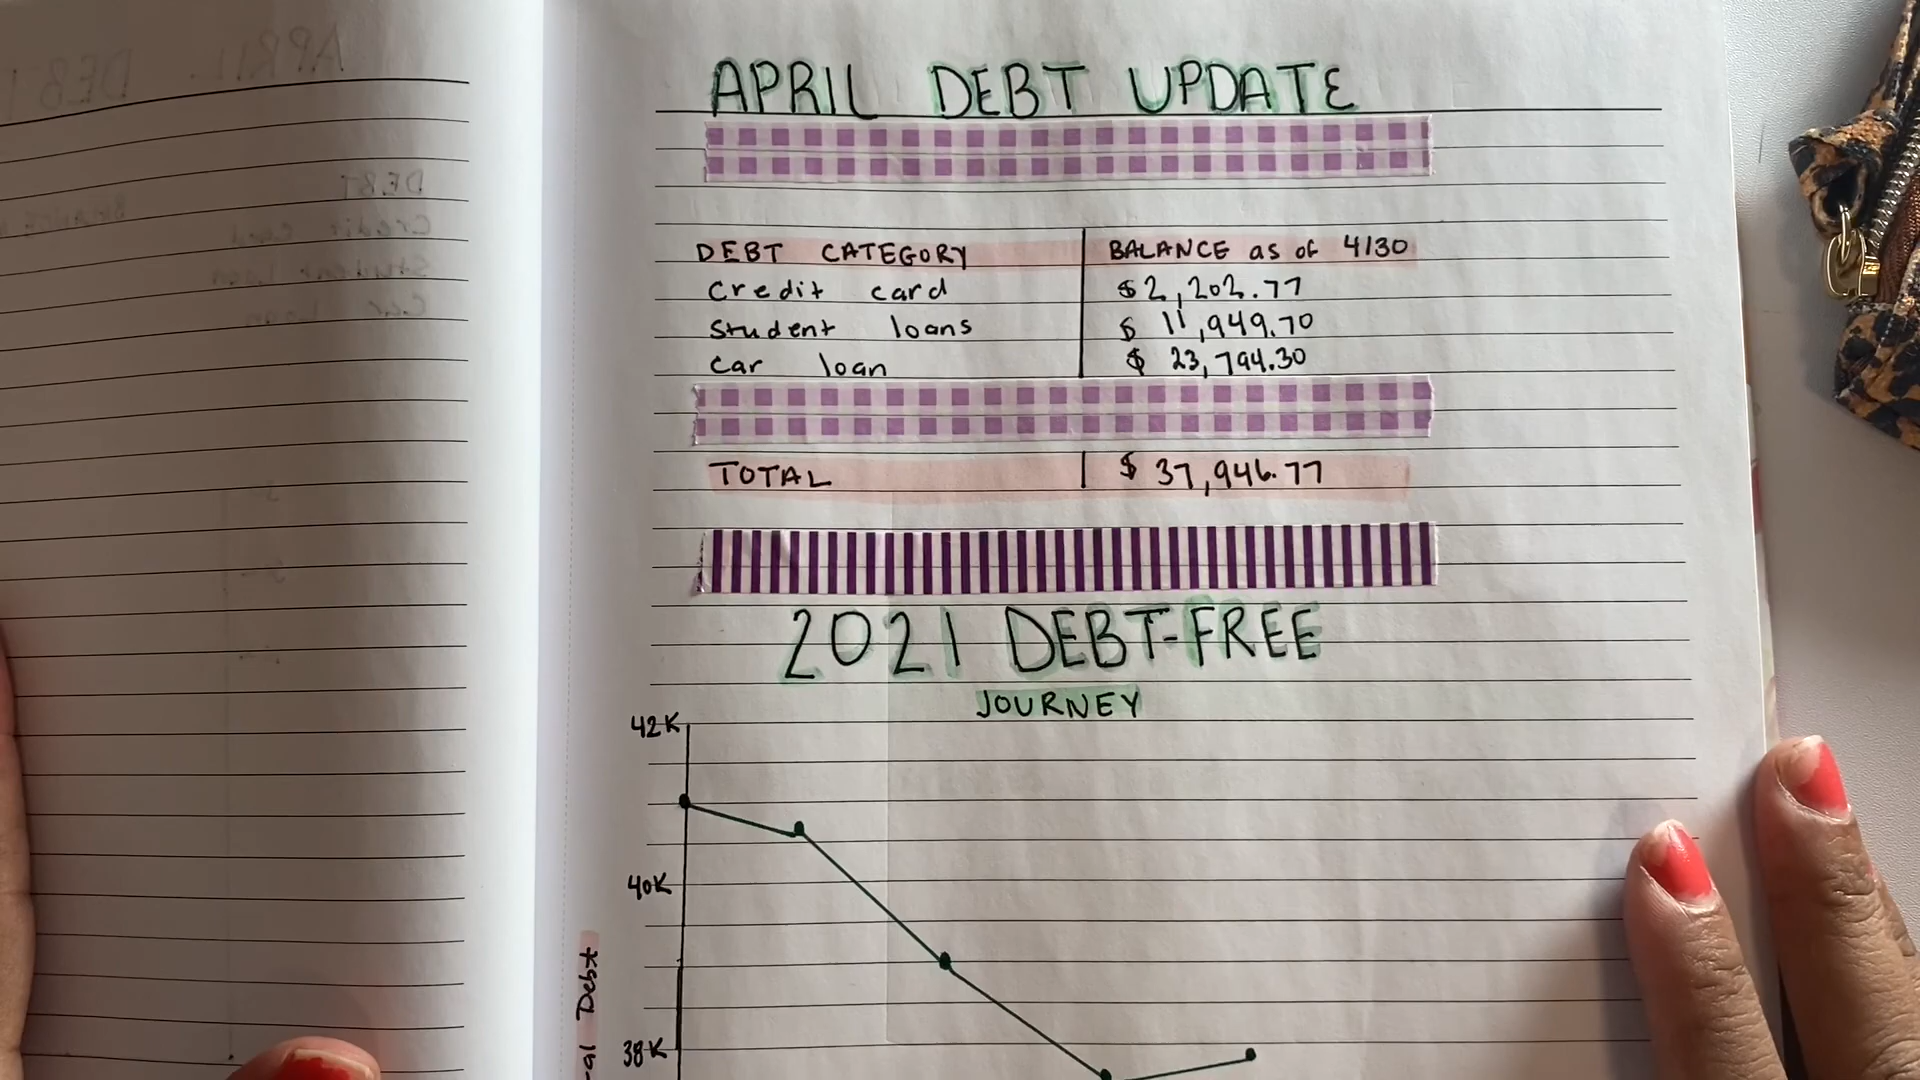 APRIL DEBT UPDATE
DEBT CATEGORY BALANCE as of 4/30
Credit card $2,202.77
Student loans $ 11,949.70
Car loan $ 23,794.30
TOTAL $ 37,946.77
2021 DEBT-FREE
JOURNEY
42K
40K
38K
Debt